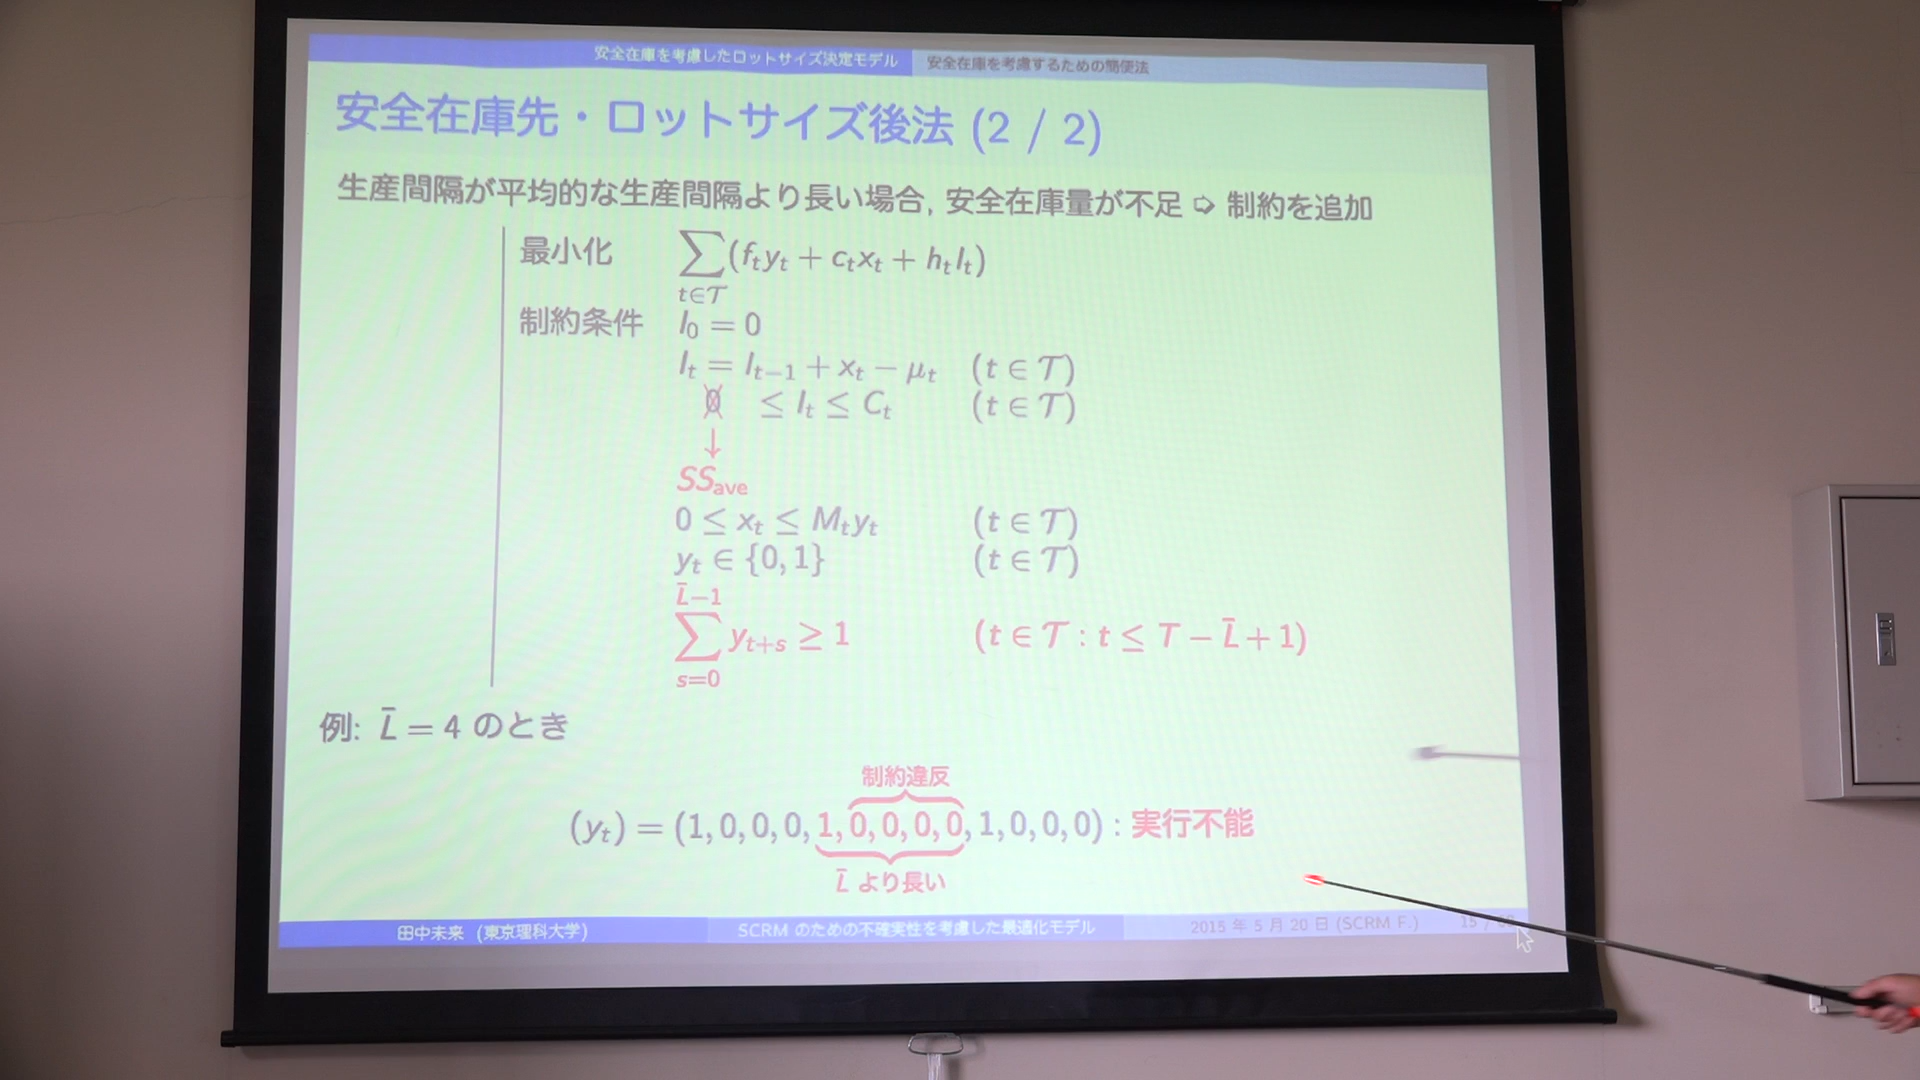 安全在庫を考慮したロットサイズ決定モデル 安全在庫を考慮するための簡便法
安全在庫先・ロットサイズ後法 (2 / 2)
生産間隔が平均的な生産間隔より長い場合, 安全在庫量が不足 ➩ 制約を追加
最小化 ∑_{t∈𝒯} (f_t y_t + c_t x_t + h_t I_t)
制約条件 I_0 = 0
I_t = I_{t−1} + x_t − μ_t (t ∈ 𝒯)
0 ≤ I_t ≤ C_t (t ∈ 𝒯)
↓
SS_ave
0 ≤ x_t ≤ M_t y_t (t ∈ 𝒯)
y_t ∈ {0, 1} (t ∈ 𝒯)
∑_{s=0}^{L̄−1} y_{t+s} ≥ 1 (t ∈ 𝒯 : t ≤ T − L̄ + 1)
例: L̄ = 4 のとき
制約違反
(y_t) = (1, 0, 0, 0, 1, 0, 0, 0, 0, 1, 0, 0, 0) : 実行不能
L̄ より長い
田中未来 (東京理科大学) SCRM のための不確実性を考慮した最適化モデル 2015 年 5 月 20 日 (SCRM F.) 15 /